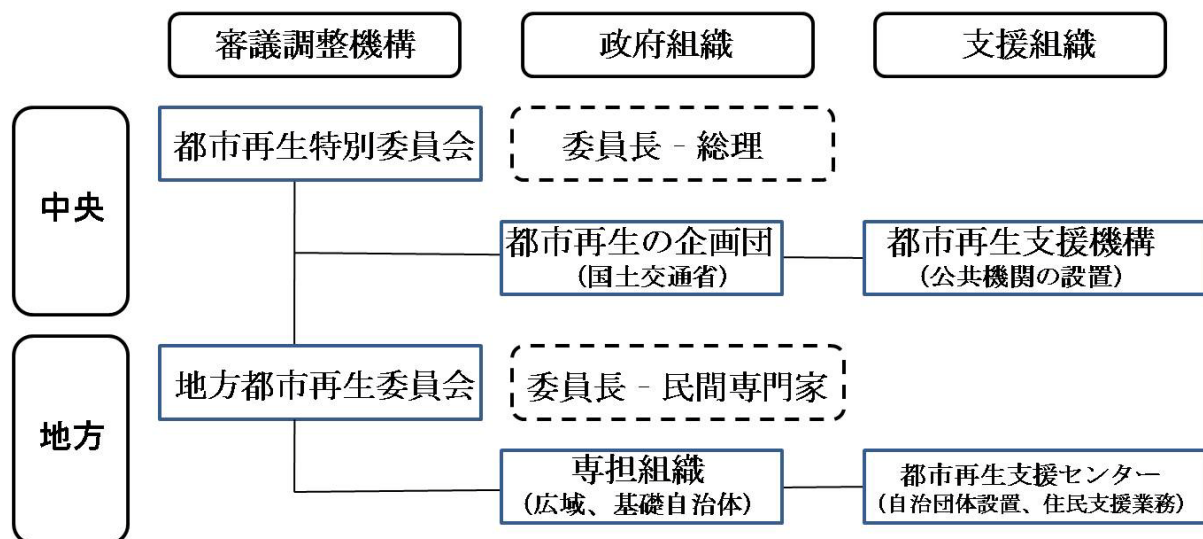 審議調整機構
政府組織
支援組織
中央
都市再生特別委員会
委員長 - 総理
都市再生の企画団
(国土交通省)
都市再生支援機構
(公共機関の設置)
地方
地方都市再生委員会
委員長 - 民間専門家
専担組織
(広域、基礎自治体)
都市再生支援センター
(自治団体設置、住民支援業務)